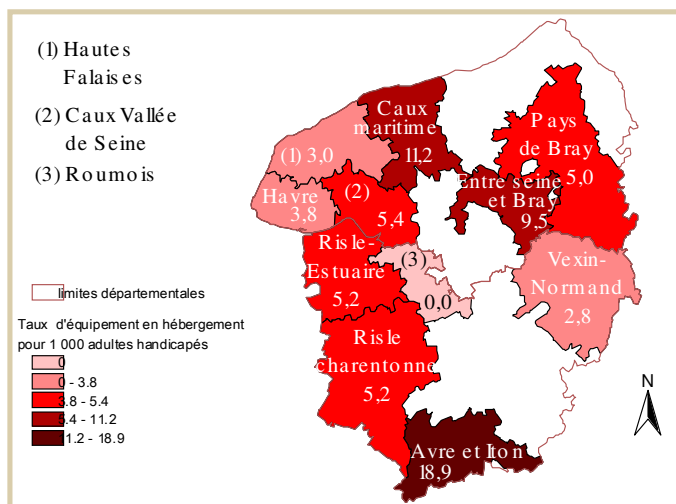 (1) Hautes
Falaises
(2) Caux Vallée
de Seine
(3) Roumois
Caux
maritime
11,2
Pays
de Bray
5,0
(1) 3,0
(2)
5,4
Entre seine
et Bray
9,5
Havre
3,8
Risle-
Estuaire
5,2
(3)
0,0
Vexin-
Normand
2,8
Risle
charentonne
5,2
Avre et Iton
18,9
limites départementales
Taux d'équipement en hébergement
pour 1 000 adultes handicapés
0
0 - 3.8
3.8 - 5.4
5.4 - 11.2
11.2 - 18.9
N